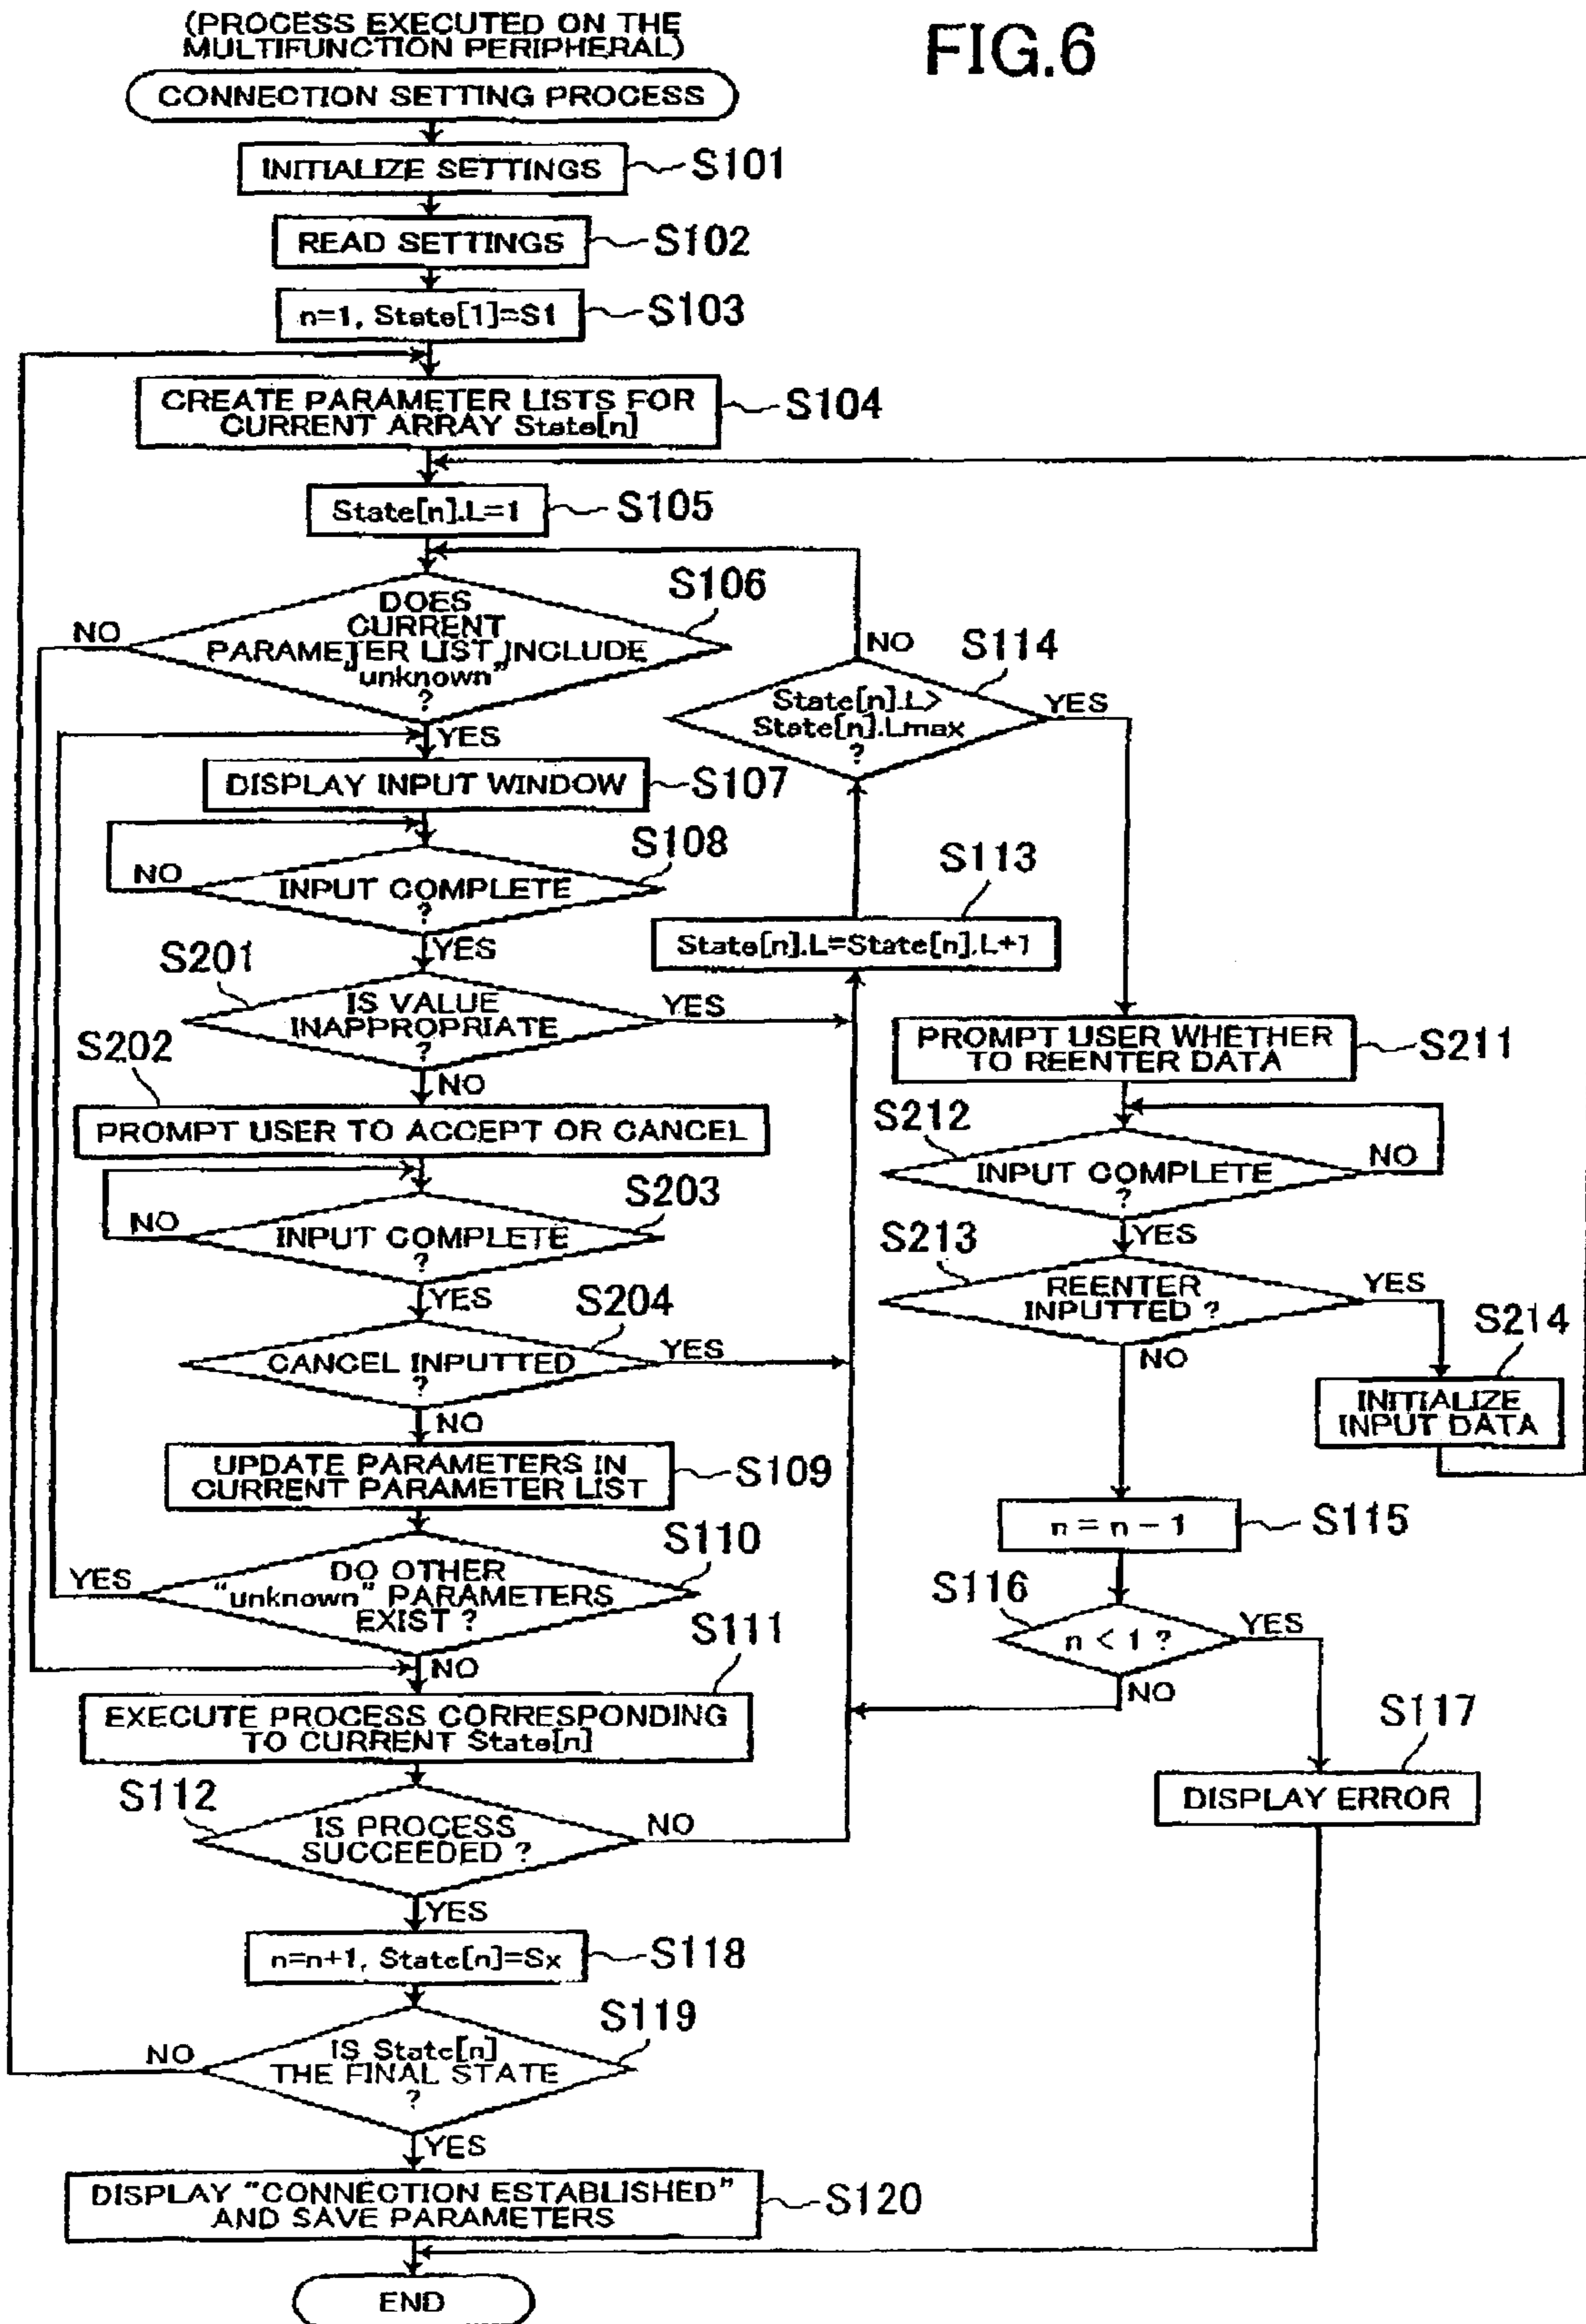 (PROCESS EXECUTED ON THE
MULTIFUNCTION PERIPHERAL)
FIG.6
CONNECTION SETTING PROCESS
INITIALIZE SETTINGS
S101
READ SETTINGS
S102
n=1, State[1]=S1
S103
CREATE PARAMETER LISTS FOR
CURRENT ARRAY State[n]
S104
State[n].L=1
S105
DOES
CURRENT
PARAMETER LIST INCLUDE
"unknown"
?
S106
NO
YES
DISPLAY INPUT WINDOW
S107
INPUT COMPLETE
?
S108
NO
YES
IS VALUE
INAPPROPRIATE
?
S201
YES
NO
S202
PROMPT USER TO ACCEPT OR CANCEL
INPUT COMPLETE
?
S203
NO
YES
CANCEL INPUTTED
?
S204
YES
NO
UPDATE PARAMETERS IN
CURRENT PARAMETER LIST
S109
DO OTHER
"unknown" PARAMETERS
EXIST ?
S110
YES
NO
S111
EXECUTE PROCESS CORRESPONDING
TO CURRENT State[n]
S112
IS PROCESS
SUCCEEDED ?
NO
YES
n=n+1, State[n]=Sx
S118
IS State[n]
THE FINAL STATE
?
S119
NO
YES
DISPLAY "CONNECTION ESTABLISHED"
AND SAVE PARAMETERS
S120
END
NO
S114
State[n].L>
State[n].Lmax
?
YES
S113
State[n].L=State[n].L+1
PROMPT USER WHETHER
TO REENTER DATA
S211
S212
INPUT COMPLETE
?
NO
YES
S213
REENTER
INPUTTED ?
YES
NO
S214
INITIALIZE
INPUT DATA
n = n - 1
S115
S116
n < 1 ?
YES
NO
S117
DISPLAY ERROR